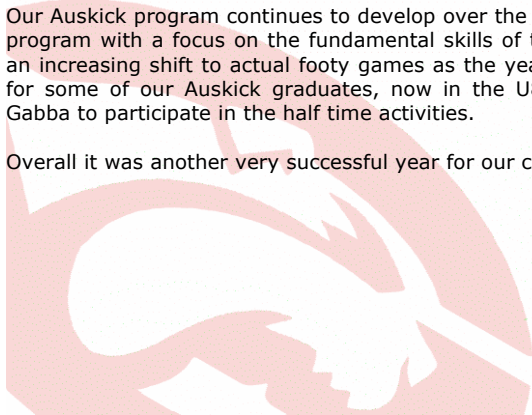 Our Auskick program continues to develop over the
program with a focus on the fundamental skills of
an increasing shift to actual footy games as the
for some of our Auskick graduates, now in the
Gabba to participate in the half time activities.
Overall it was another very successful year for our